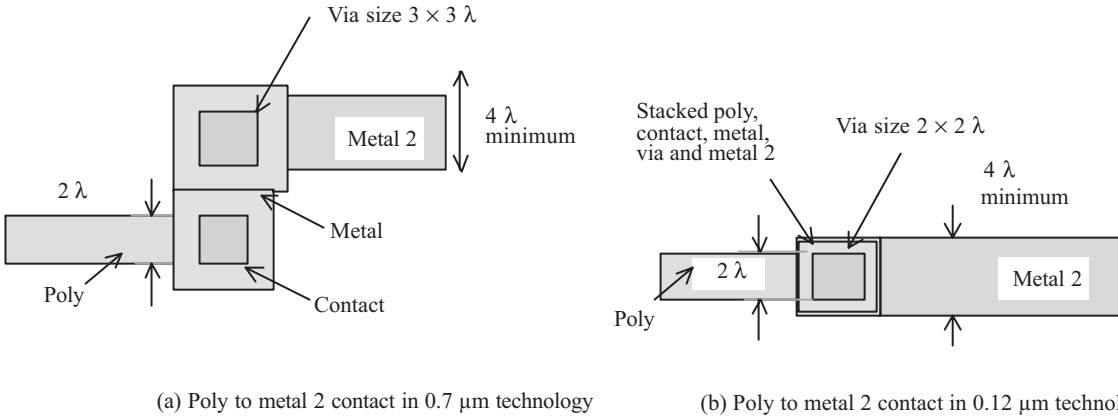 Via size 3 × 3 λ
4 λ
minimum
Metal 2
2 λ
Metal
Poly
Contact
(a) Poly to metal 2 contact in 0.7 µm technology
Stacked poly,
contact, metal,
via and metal 2
Via size 2 × 2 λ
4 λ
minimum
2 λ
Metal 2
Poly
(b) Poly to metal 2 contact in 0.12 µm